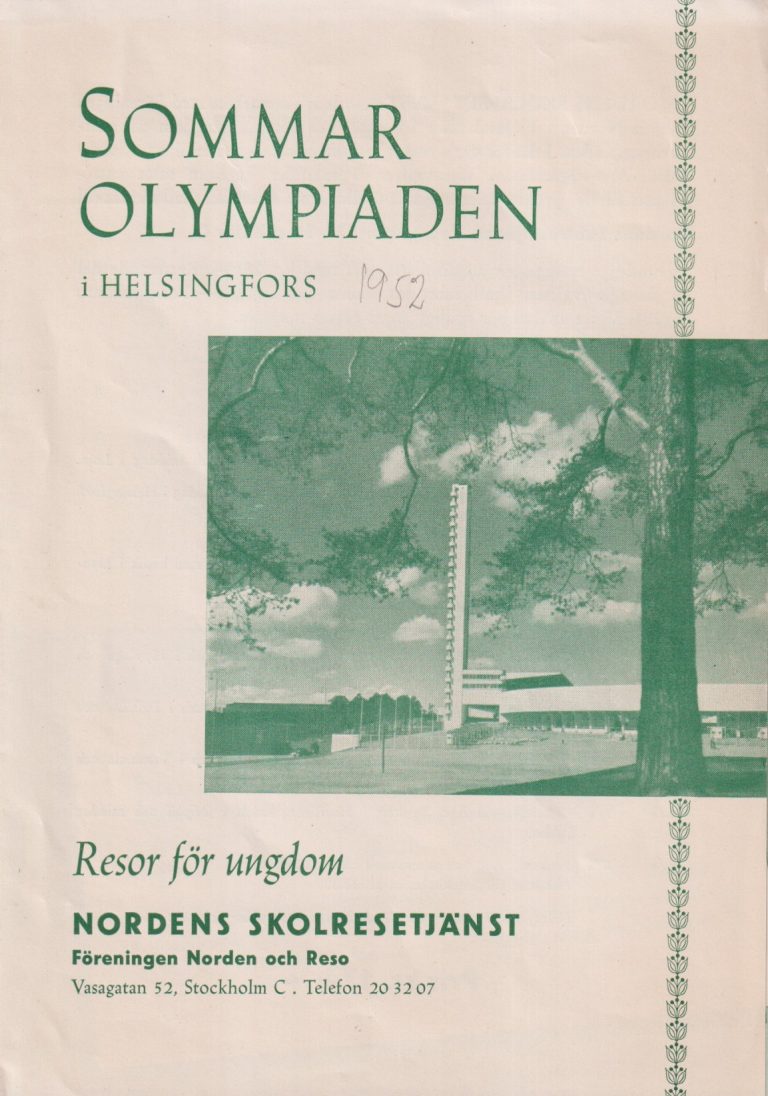 SOMMAR
OLYMPIADEN
i HELSINGFORS 1952
Resor för ungdom
NORDENS SKOLRESETJÄNST
Föreningen Norden och Reso
Vasagatan 52, Stockholm C . Telefon 20 32 07